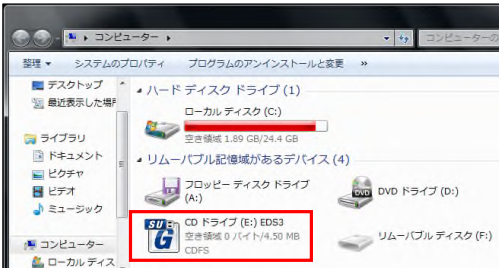 コンピューター
コンピューターの
整理 システムのプロパティ プログラムのアンインストールと変更 »
デスクトップ
最近表示した場所
ライブラリ
ドキュメント
ピクチャ
ビデオ
ミュージック
コンピューター
ローカル ディス
ハード ディスク ドライブ (1)
ローカル ディスク (C:)
空き領域 1.89 GB/24.4 GB
リムーバブル記憶域があるデバイス (4)
フロッピー ディスク ドライブ
(A:)
DVD DVD ドライブ (D:)
SUPER G
CD ドライブ (E:) EDS3
空き領域 0 バイト/4.50 MB
CDFS
リムーバブル ディスク (F:)